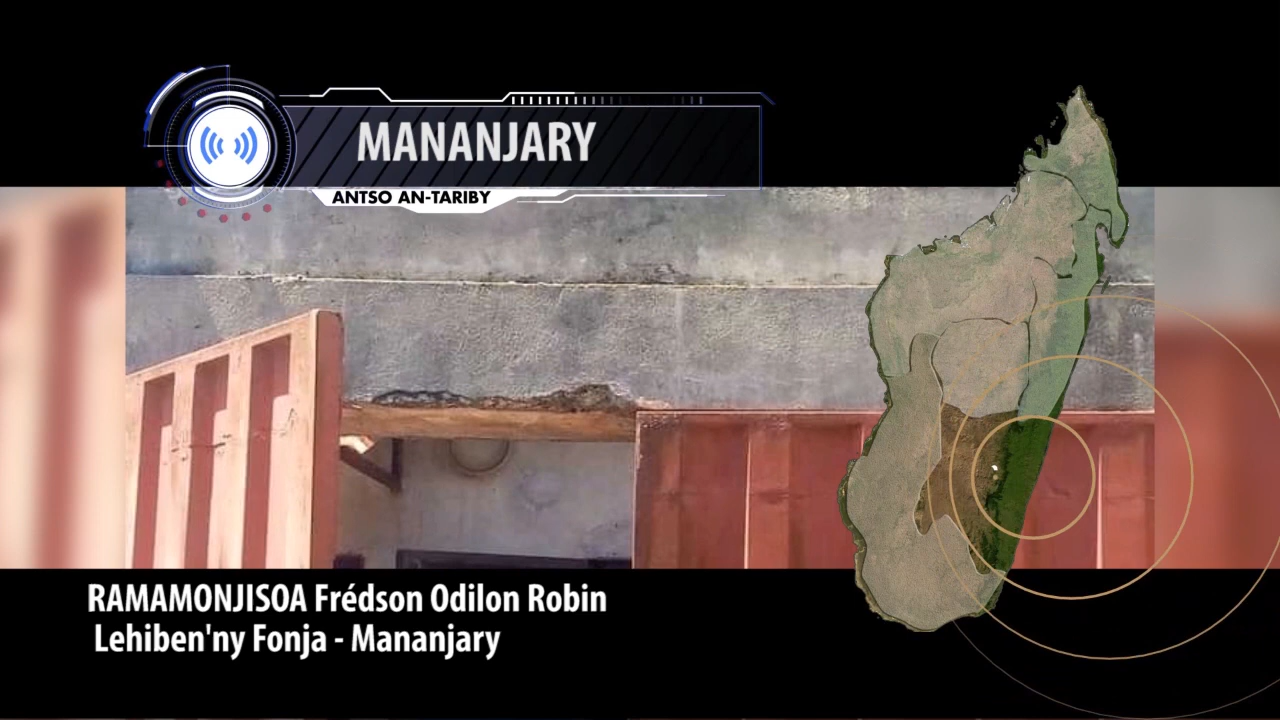 MANANJARY
ANTSO AN-TARIBY
RAMAMONJISOA Frédson Odilon Robin
Lehiben'ny Fonja - Mananjary